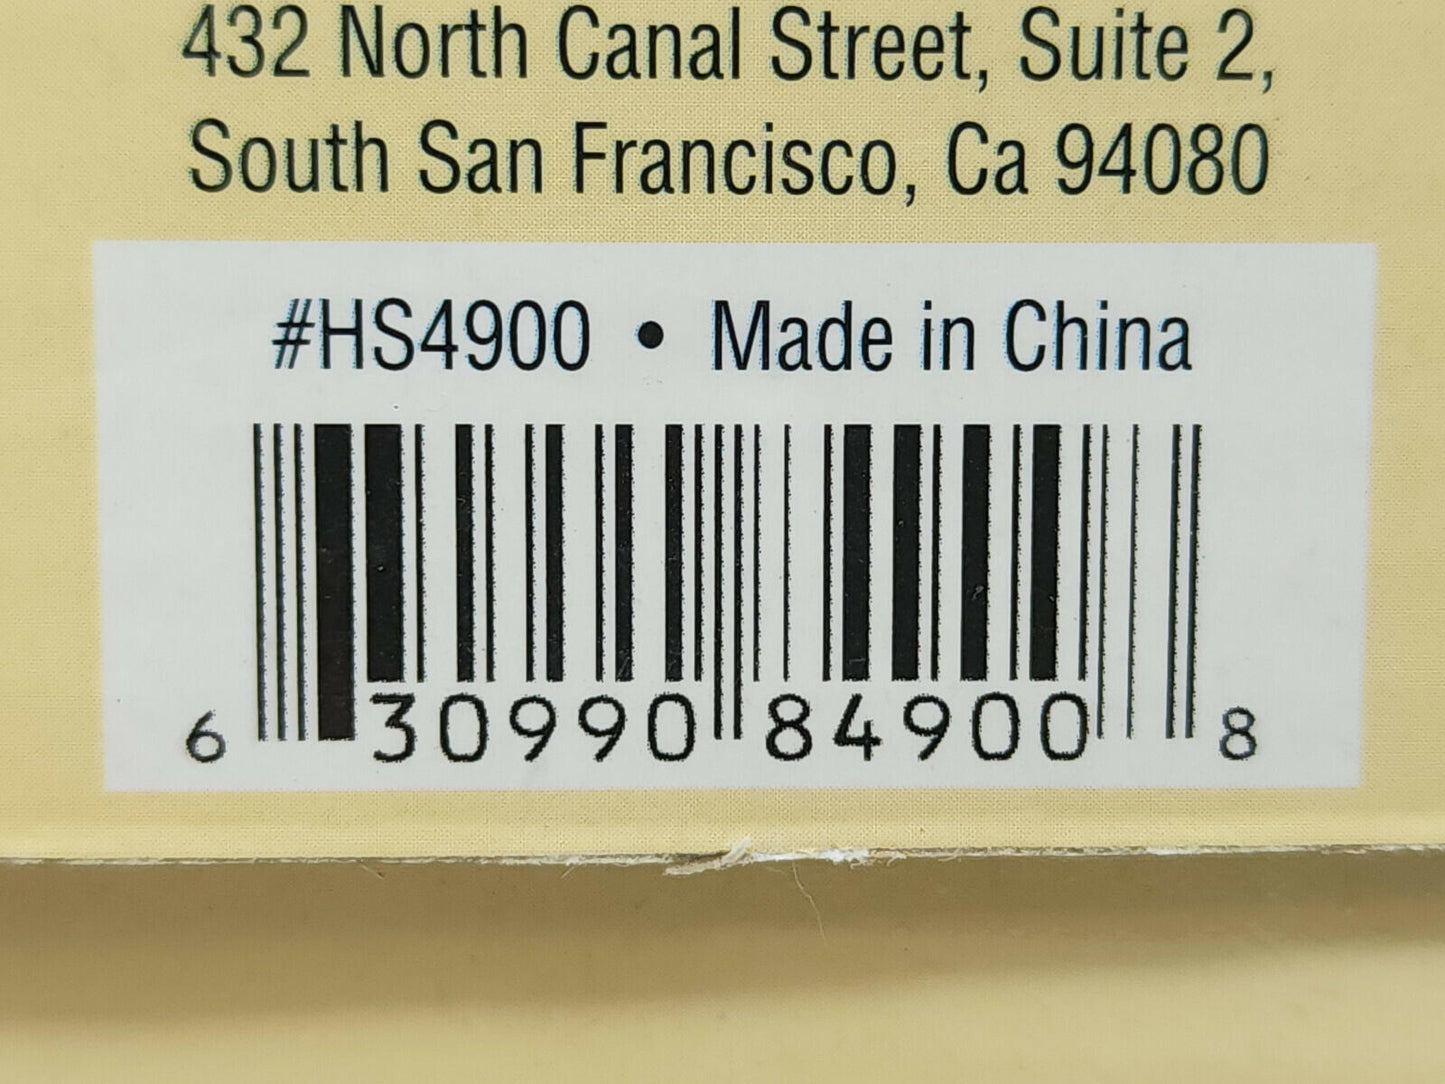 432 North Canal Street, Suite 2,
South San Francisco, Ca 94080
#HS4900 • Made in China
6 30990 84900 8